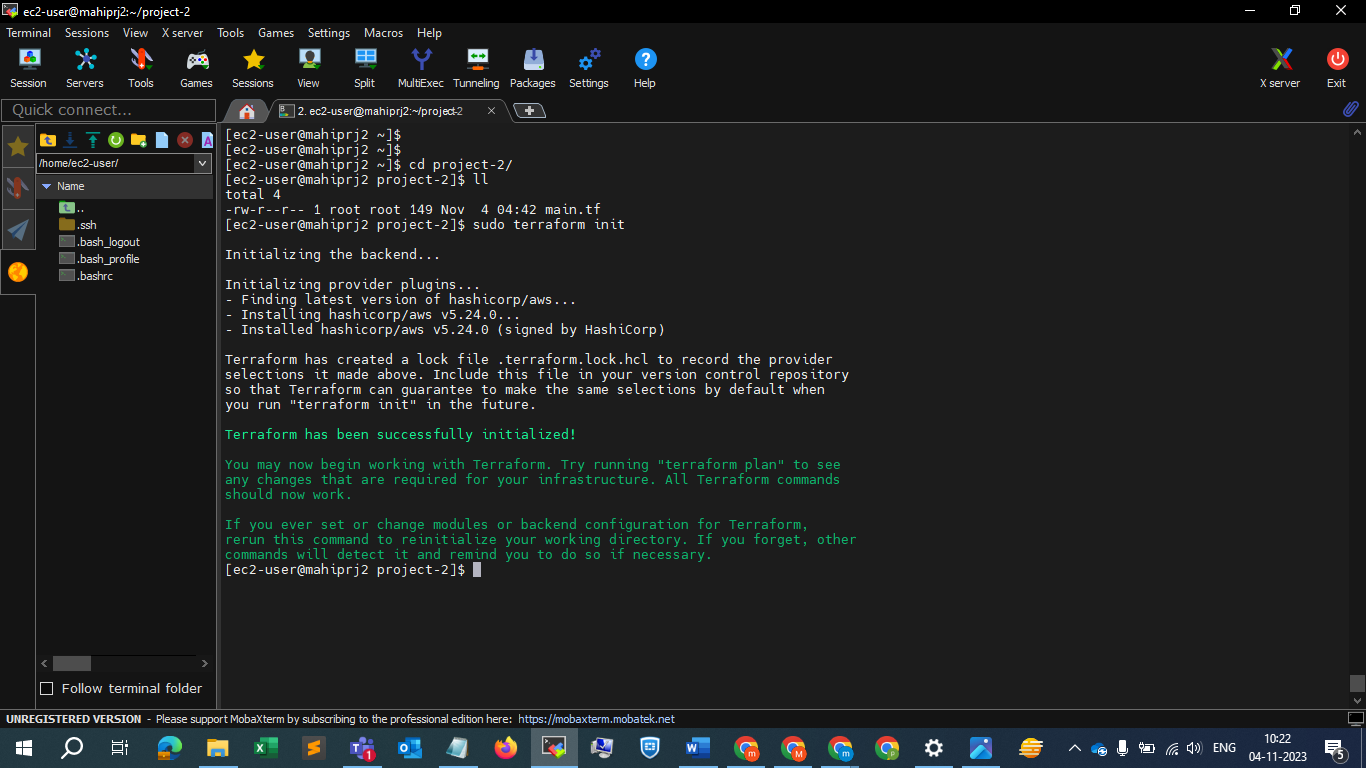 ec2-user@mahiprj2:~/project-2
Terminal Sessions View X server Tools Games Settings Macros Help
Session Servers Tools Games Sessions View Split MultiExec Tunneling Packages Settings Help X server Exit
Quick connect...
2. ec2-user@mahiprj2:~/project-2
/home/ec2-user/
Name
..
.ssh
.bash_logout
.bash_profile
.bashrc
Follow terminal folder
[ec2-user@mahiprj2 ~]$
[ec2-user@mahiprj2 ~]$
[ec2-user@mahiprj2 ~]$ cd project-2/
[ec2-user@mahiprj2 project-2]$ ll
total 4
-rw-r--r-- 1 root root 149 Nov  4 04:42 main.tf
[ec2-user@mahiprj2 project-2]$ sudo terraform init
Initializing the backend...
Initializing provider plugins...
- Finding latest version of hashicorp/aws...
- Installing hashicorp/aws v5.24.0...
- Installed hashicorp/aws v5.24.0 (signed by HashiCorp)
Terraform has created a lock file .terraform.lock.hcl to record the provider
selections it made above. Include this file in your version control repository
so that Terraform can guarantee to make the same selections by default when
you run "terraform init" in the future.
Terraform has been successfully initialized!
You may now begin working with Terraform. Try running "terraform plan" to see
any changes that are required for your infrastructure. All Terraform commands
should now work.
If you ever set or change modules or backend configuration for Terraform,
rerun this command to reinitialize your working directory. If you forget, other
commands will detect it and remind you to do so if necessary.
[ec2-user@mahiprj2 project-2]$
UNREGISTERED VERSION - Please support MobaXterm by subscribing to the professional edition here: https://mobaxterm.mobatek.net
ENG
10:22
04-11-2023
5